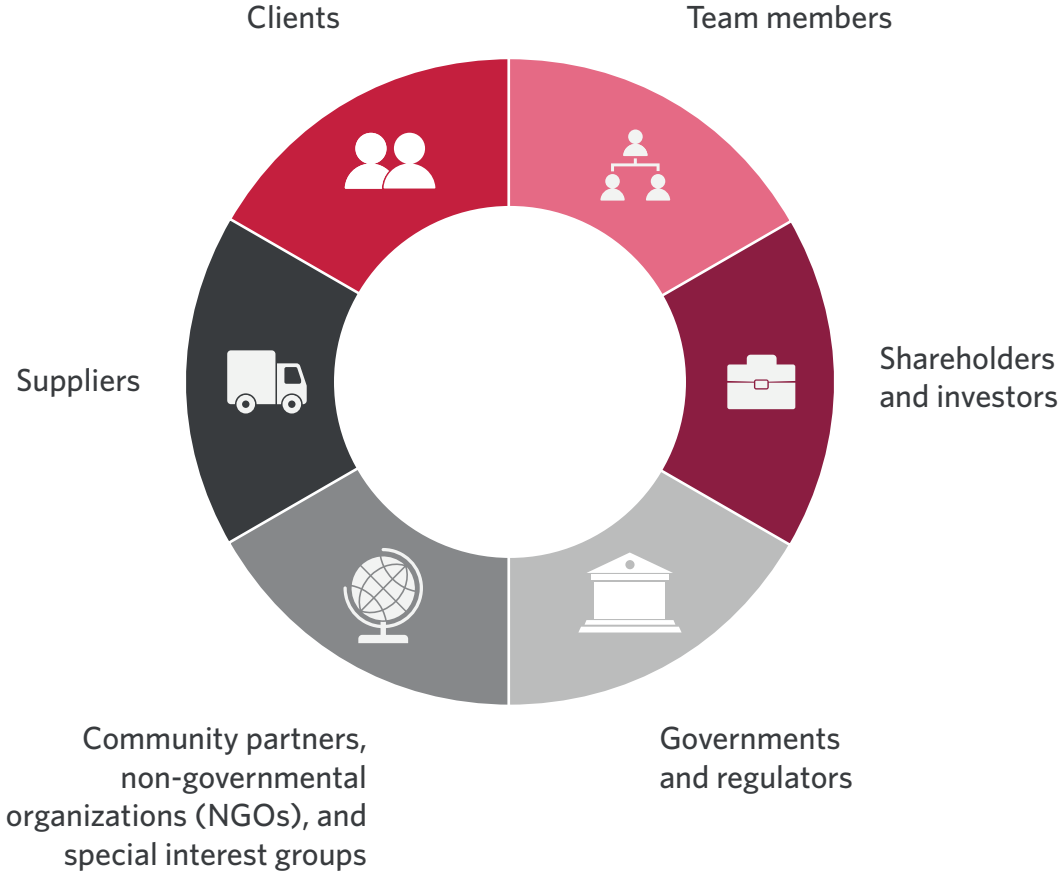 Clients
Team members
Suppliers
Shareholders
and investors
Community partners,
non-governmental
organizations (NGOs), and
special interest groups
Governments
and regulators